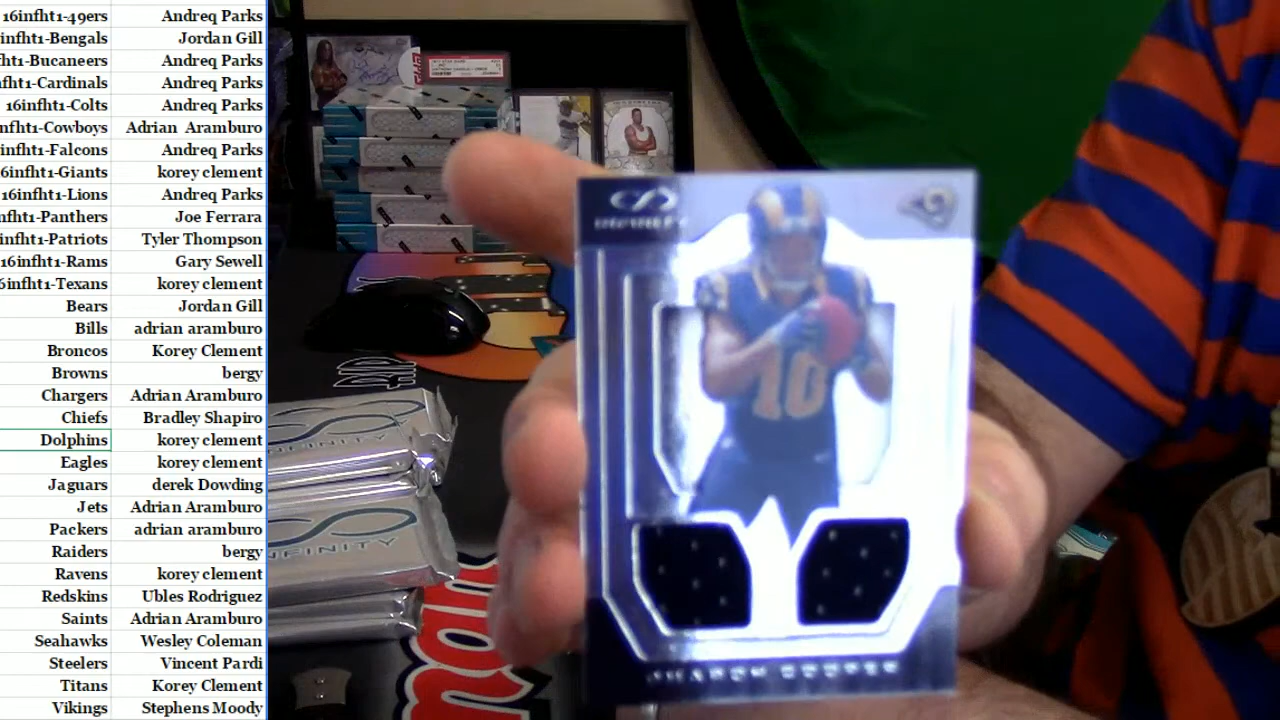 16infht1-49ers Andreq Parks
infht1-Bengals Jordan Gill
fht1-Bucaneers Andreq Parks
nfht1-Cardinals Andreq Parks
16infht1-Colts Andreq Parks
nfht1-Cowboys Adrian Aramburo
infht1-Falcons Andreq Parks
6infht1-Giants korey clement
16infht1-Lions Andreq Parks
nfht1-Panthers Joe Ferrara
infht1-Patriots Tyler Thompson
16infht1-Rams Gary Sewell
6infht1-Texans korey clement
Bears Jordan Gill
Bills adrian aramburo
Broncos Korey Clement
Browns bergy
Chargers Adrian Aramburo
Chiefs Bradley Shapiro
Dolphins korey clement
Eagles korey clement
Jaguars derek Dowding
Jets Adrian Aramburo
Packers adrian aramburo
Raiders bergy
Ravens korey clement
Redskins Ubles Rodriguez
Saints Adrian Aramburo
Seahawks Wesley Coleman
Steelers Vincent Pardi
Titans Korey Clement
Vikings Stephens Moody
INFINITY
10
PHAROH COOPER
RIP
INFINITY
INFINITY